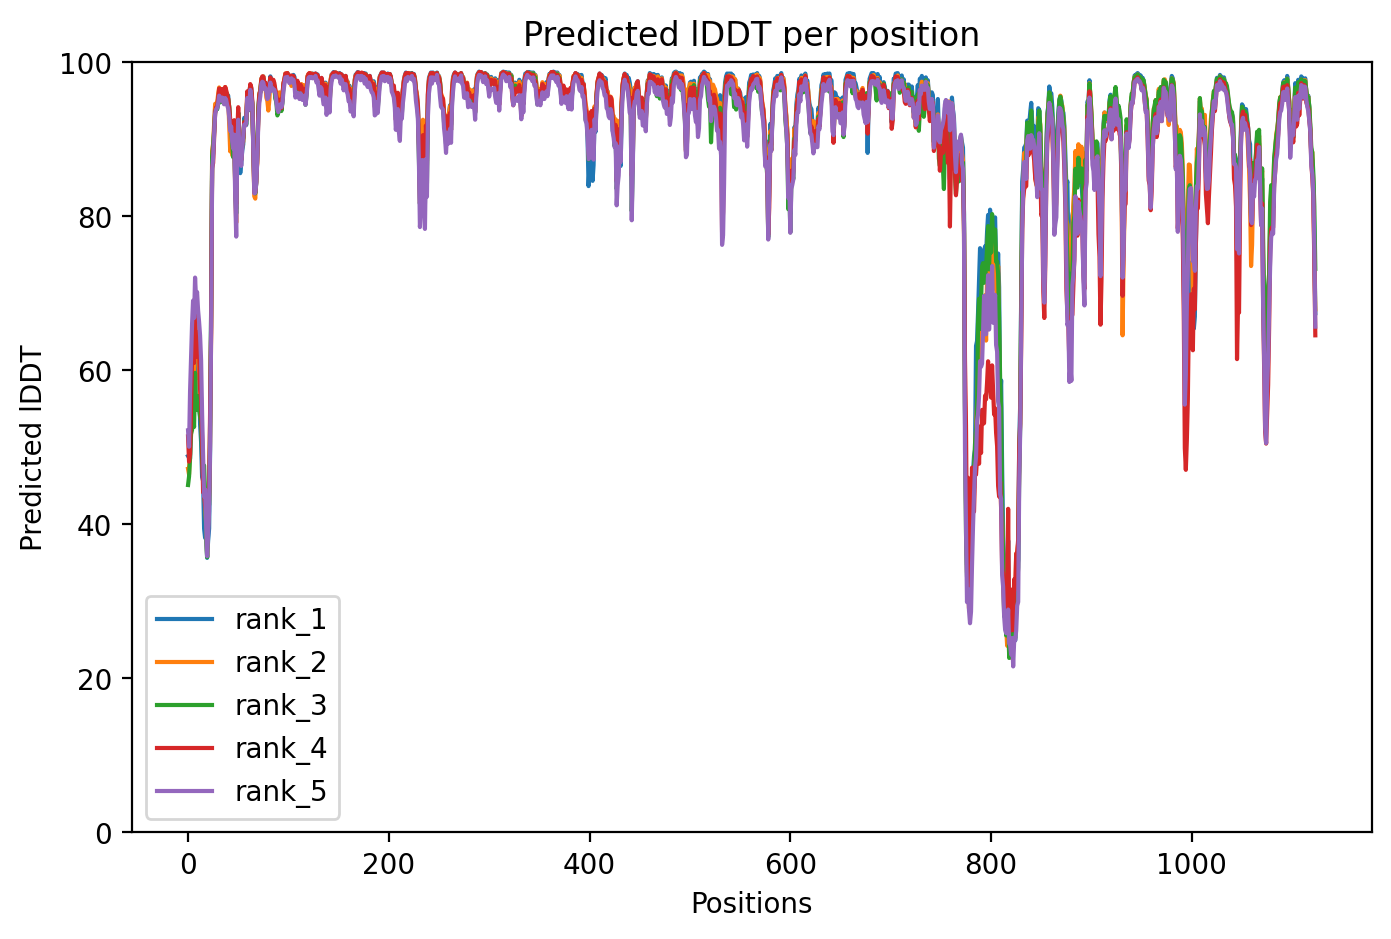 Predicted lDDT per position
Predicted lDDT
100
80
60
40
20
0
rank_1
rank_2
rank_3
rank_4
rank_5
0 200 400 600 800 1000
Positions